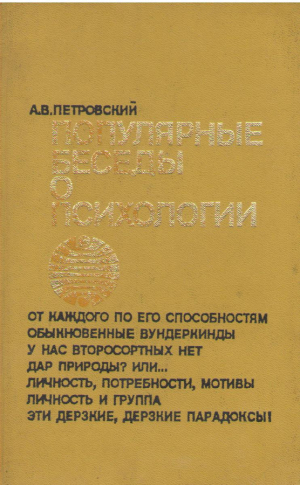 А.В.ПЕТРОВСКИЙ
ПОПУЛЯРНЫЕ
БЕСЕДЫ
О
ПСИХОЛОГИИ
ОТ КАЖДОГО ПО ЕГО СПОСОБНОСТЯМ
ОБЫКНОВЕННЫЕ ВУНДЕРКИНДЫ
У НАС ВТОРОСОРТНЫХ НЕТ
ДАР ПРИРОДЫ? ИЛИ...
ЛИЧНОСТЬ, ПОТРЕБНОСТИ, МОТИВЫ
ЛИЧНОСТЬ И ГРУППА
ЭТИ ДЕРЗКИЕ, ДЕРЗКИЕ ПАРАДОКСЫ!